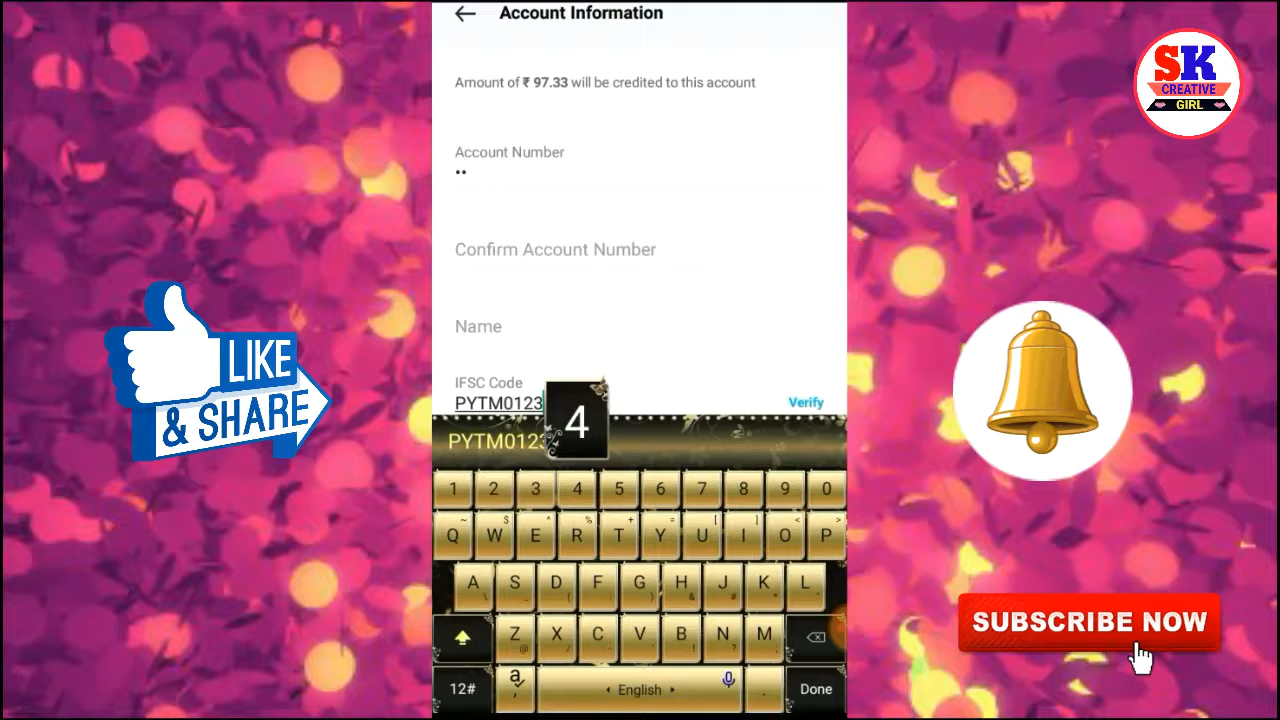 ← Account Information
Amount of ₹ 97.33 will be credited to this account
Account Number
••
Confirm Account Number
Name
IFSC Code
PYTM0123
Verify
4
PYTM0123
1 2 3 4 5 6 7 8 9 0
Q W E R T Y U I O P
A S D F G H J K L
Z X C V B N M
12# , English . Done
LIKE
& SHARE
SK
CREATIVE
GIRL
SUBSCRIBE NOW